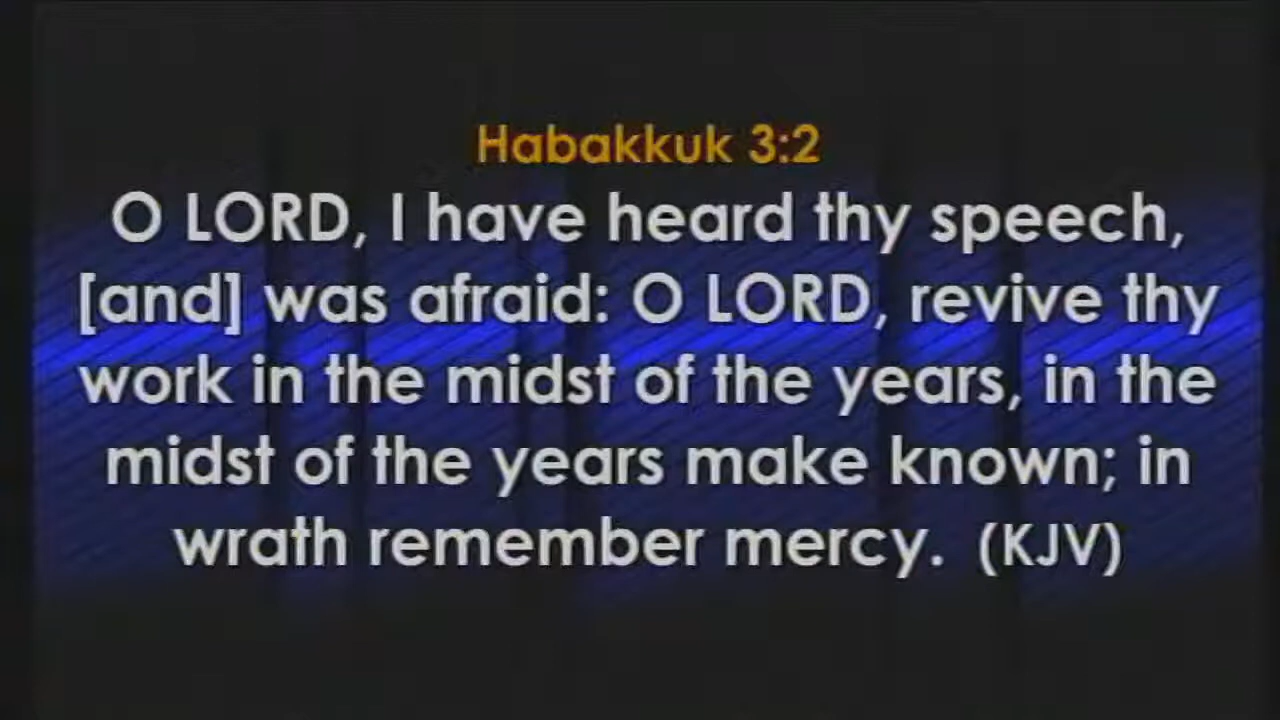 Habakkuk 3:2
O LORD, I have heard thy speech,
[and] was afraid: O LORD, revive thy
work in the midst of the years, in the
midst of the years make known; in
wrath remember mercy. (KJV)